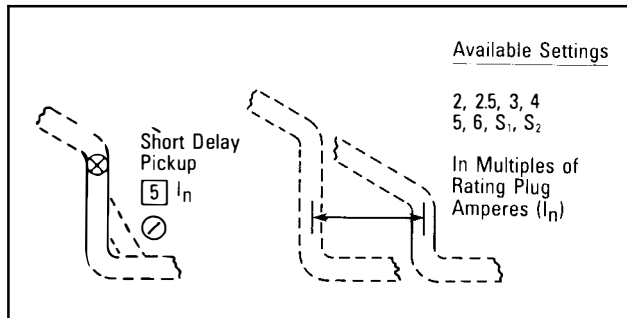 Short Delay
Pickup
5 In
Available Settings
2, 2.5, 3, 4
5, 6, S₁, S₂
In Multiples of
Rating Plug
Amperes (In)